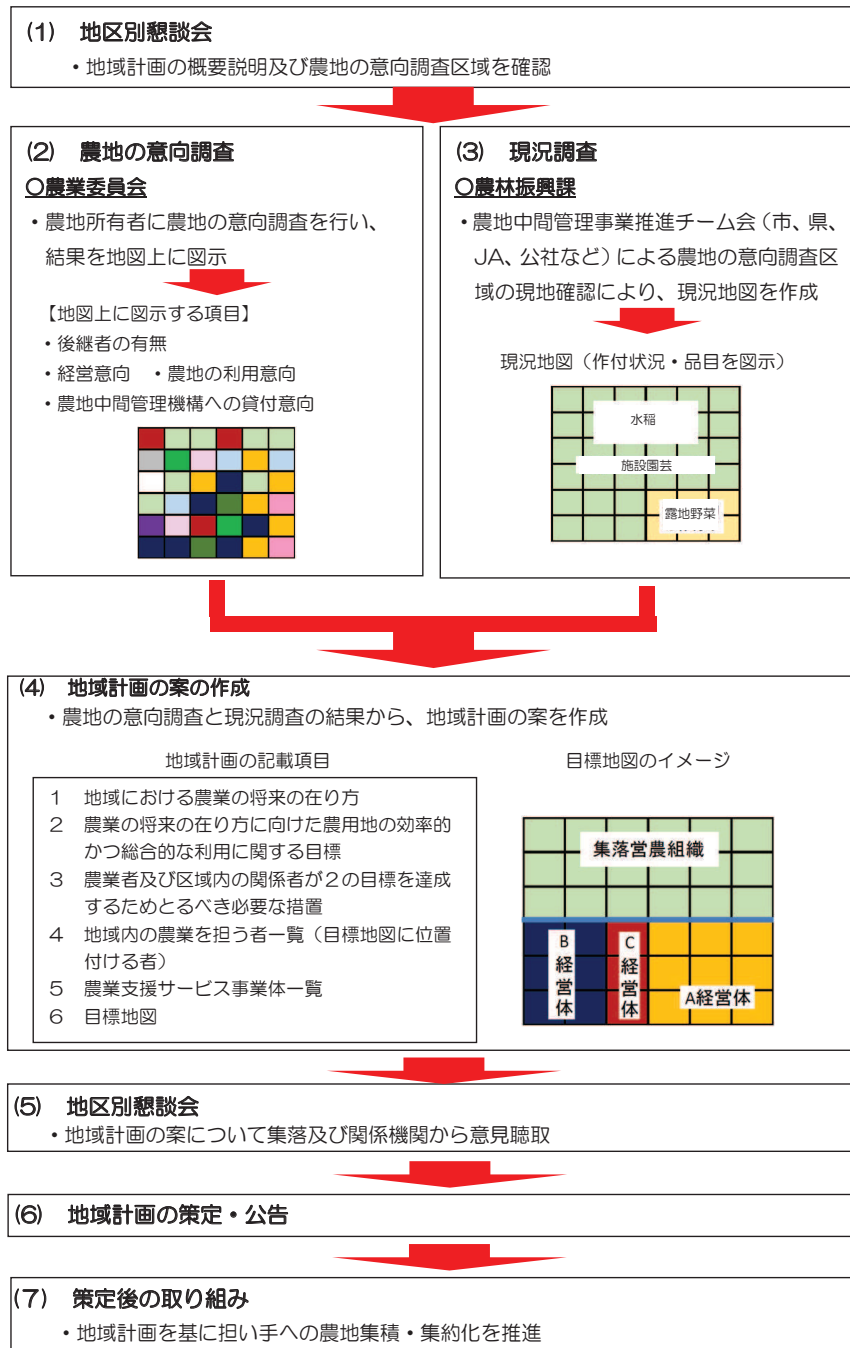 (1) 地区別懇談会
・地域計画の概要説明及び農地の意向調査区域を確認
(2) 農地の意向調査
〇農業委員会
・農地所有者に農地の意向調査を行い、
結果を地図上に図示
【地図上に図示する項目】
・後継者の有無
・経営意向 ・農地の利用意向
・農地中間管理機構への貸付意向
(3) 現況調査
〇農林振興課
・農地中間管理事業推進チーム会(市、県、
JA、公社など)による農地の意向調査区
域の現地確認により、現況地図を作成
現況地図(作付状況・品目を図示)
水稲
施設園芸
露地野菜
(4) 地域計画の案の作成
・農地の意向調査と現況調査の結果から、地域計画の案を作成
地域計画の記載項目
1 地域における農業の将来の在り方
2 農業の将来の在り方に向けた農用地の効率的
かつ総合的な利用に関する目標
3 農業者及び区域内の関係者が2の目標を達成
するためとるべき必要な措置
4 地域内の農業を担う者一覧(目標地図に位置
付ける者)
5 農業支援サービス事業体一覧
6 目標地図
目標地図のイメージ
集落営農組織
B経営体
C経営体
A経営体
(5) 地区別懇談会
・地域計画の案について集落及び関係機関から意見聴取
(6) 地域計画の策定・公告
(7) 策定後の取り組み
・地域計画を基に担い手への農地集積・集約化を推進